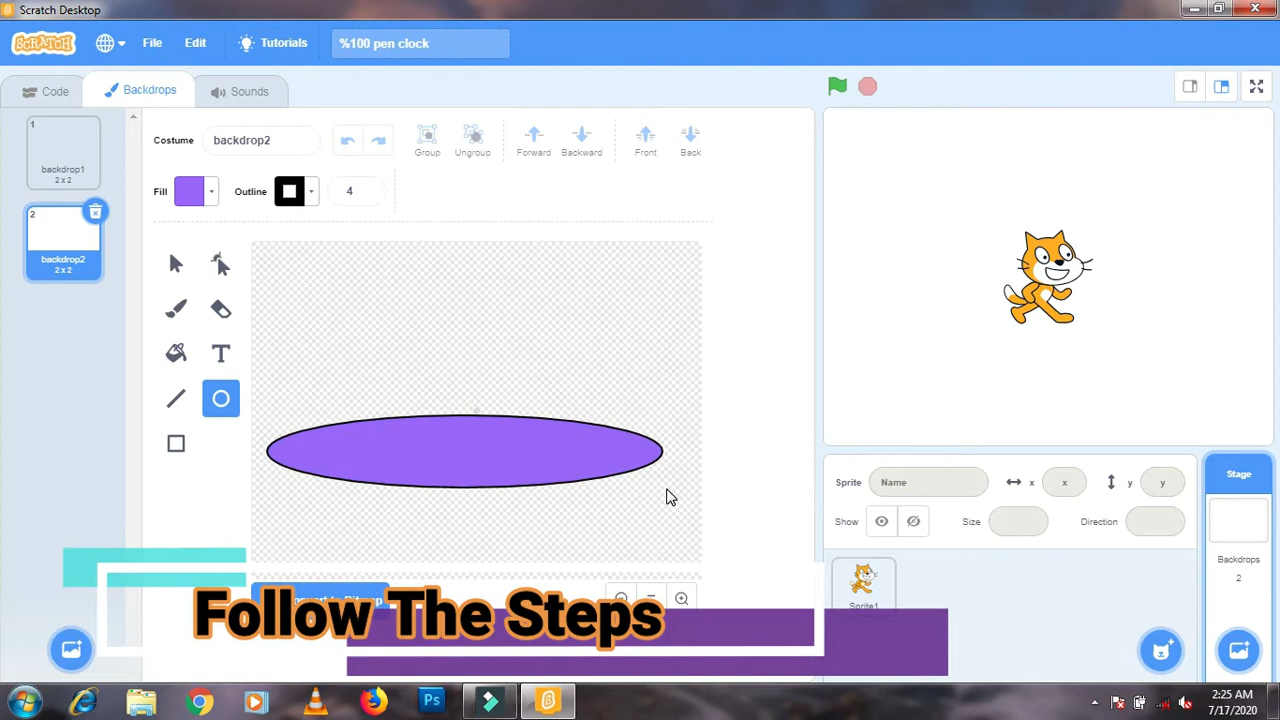 Scratch Desktop
SCRATCH File Edit Tutorials %100 pen clock
Code Backdrops Sounds
1
backdrop1
2 x 2
2
backdrop2
2 x 2
Costume backdrop2 Group Ungroup Forward Backward Front Back
Fill Outline 4
T
Sprite Name x x y y
Show Size Direction
Stage
Backdrops
2
Sprite1
Follow The Steps
Ps
2:25 AM
7/17/2020